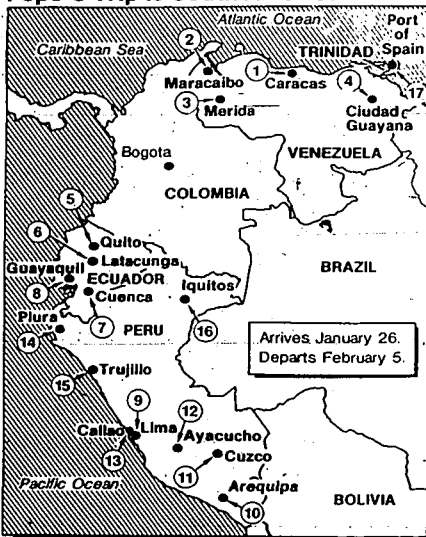 Atlantic Ocean
Port of Spain
Caribbean Sea
2
TRINIDAD
1
4
17
Maracaibo
Caracas
3
Merida
Ciudad
Guayana
Bogota
VENEZUELA
COLOMBIA
5
6
Quito
Latacunga
BRAZIL
Guayaquil
ECUADOR
8
Cuenca
Iquitos
7
16
Piura
PERU
14
Arrives January 26.
Departs February 5.
15
Trujillo
9
12
Callao
Lima
Ayacucho
13
Cuzco
11
Pacific Ocean
Arequipa
10
BOLIVIA